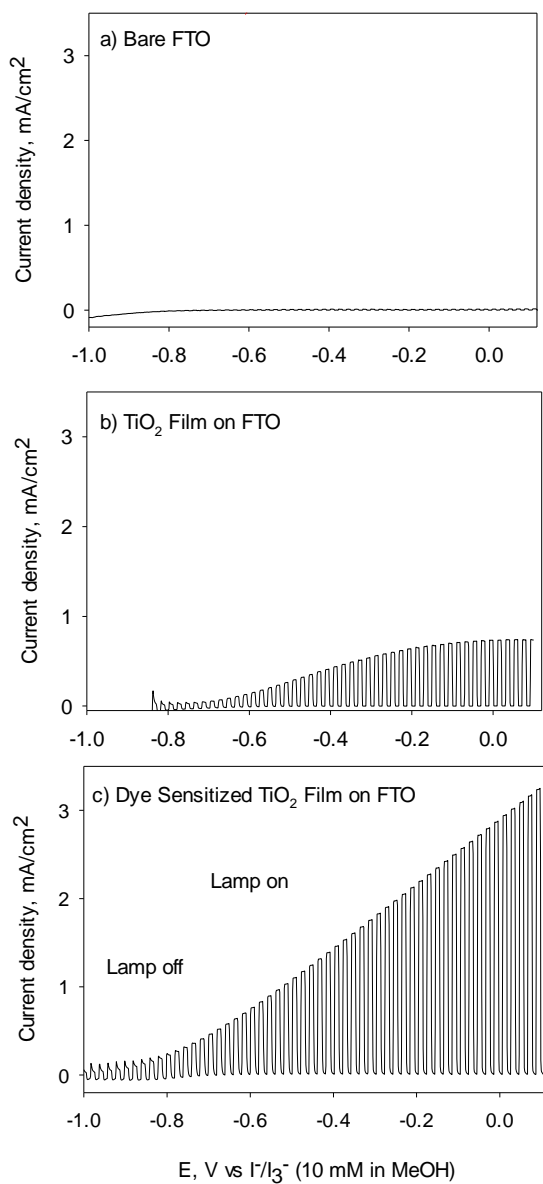 a) Bare FTO
Current density, mA/cm²
3
2
1
0
-1.0 -0.8 -0.6 -0.4 -0.2 0.0
b) TiO₂ Film on FTO
Current density, mA/cm²
3
2
1
0
-1.0 -0.8 -0.6 -0.4 -0.2 0.0
c) Dye Sensitized TiO₂ Film on FTO
Current density, mA/cm²
3
Lamp on
2
Lamp off
1
0
-1.0 -0.8 -0.6 -0.4 -0.2 0.0
E, V vs I⁻/I₃⁻ (10 mM in MeOH)